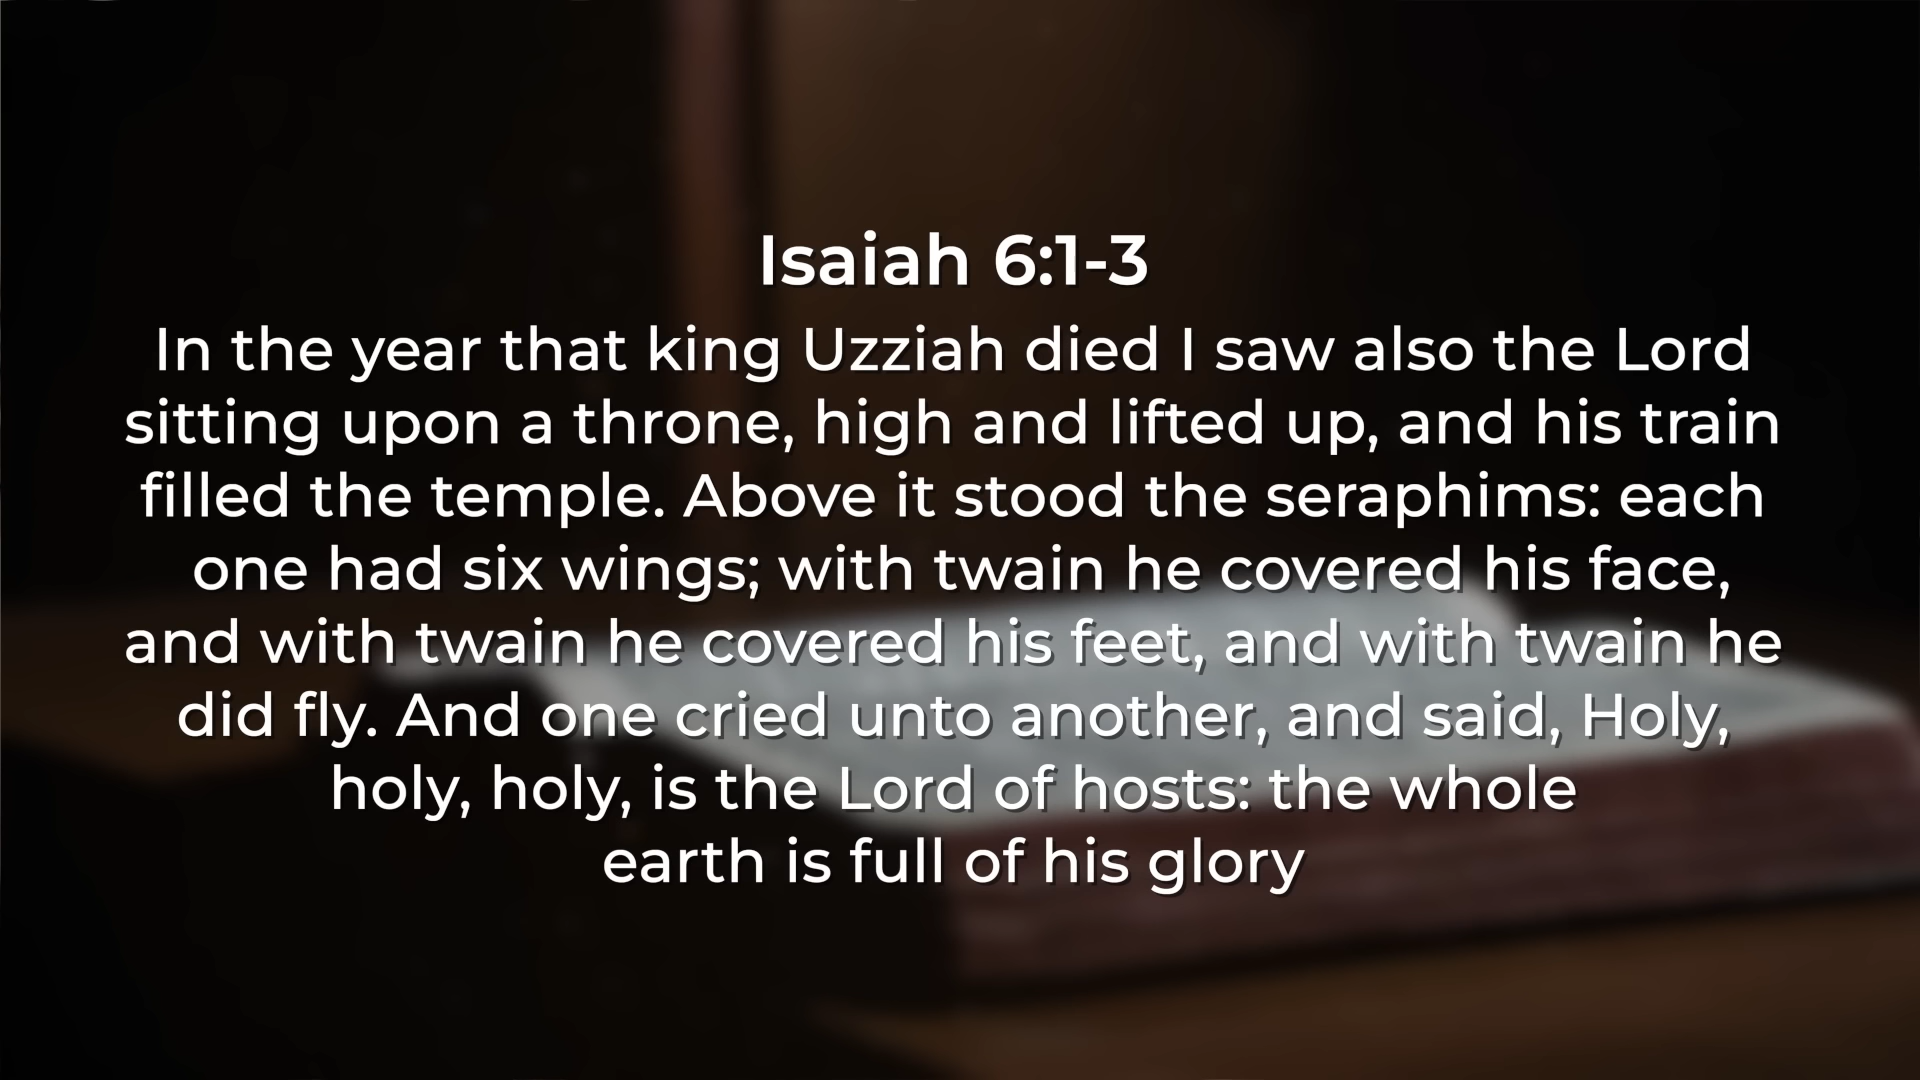 Isaiah 6:1-3
In the year that king Uzziah died I saw also the Lord
sitting upon a throne, high and lifted up, and his train
filled the temple. Above it stood the seraphims: each
one had six wings; with twain he covered his face,
and with twain he covered his feet, and with twain he
did fly. And one cried unto another, and said, Holy,
holy, holy, is the Lord of hosts: the whole
earth is full of his glory